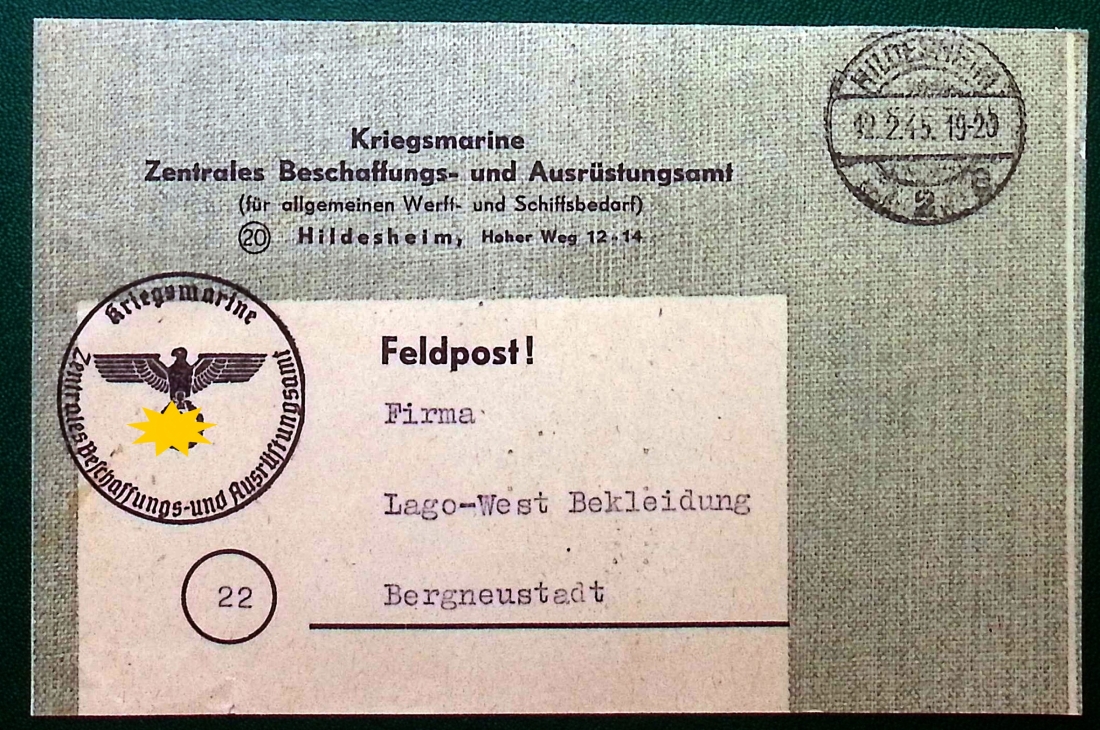 HILDESHEIM
12.2.45. 19-20
2 c
Kriegsmarine
Zentrales Beschaffungs- und Ausrüstungsamt
(für allgemeinen Werft- und Schiffsbedarf)
20 Hildesheim, Hoher Weg 12-14
Kriegsmarine
Zentrales Beschaffungs-und Ausrüstungsamt
Feldpost!
Firma
Lago-West Bekleidung
22 Bergneustadt